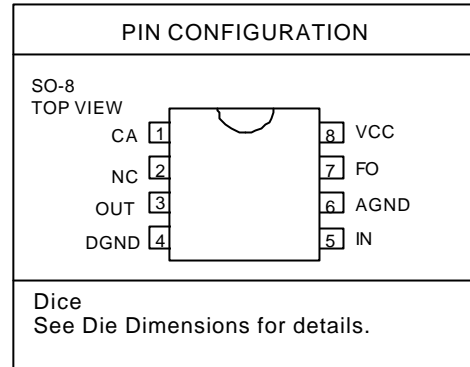 PIN CONFIGURATION
SO-8
TOP VIEW
CA 1
8 VCC
NC 2
7 FO
OUT 3
6 AGND
DGND 4
5 IN
Dice
See Die Dimensions for details.